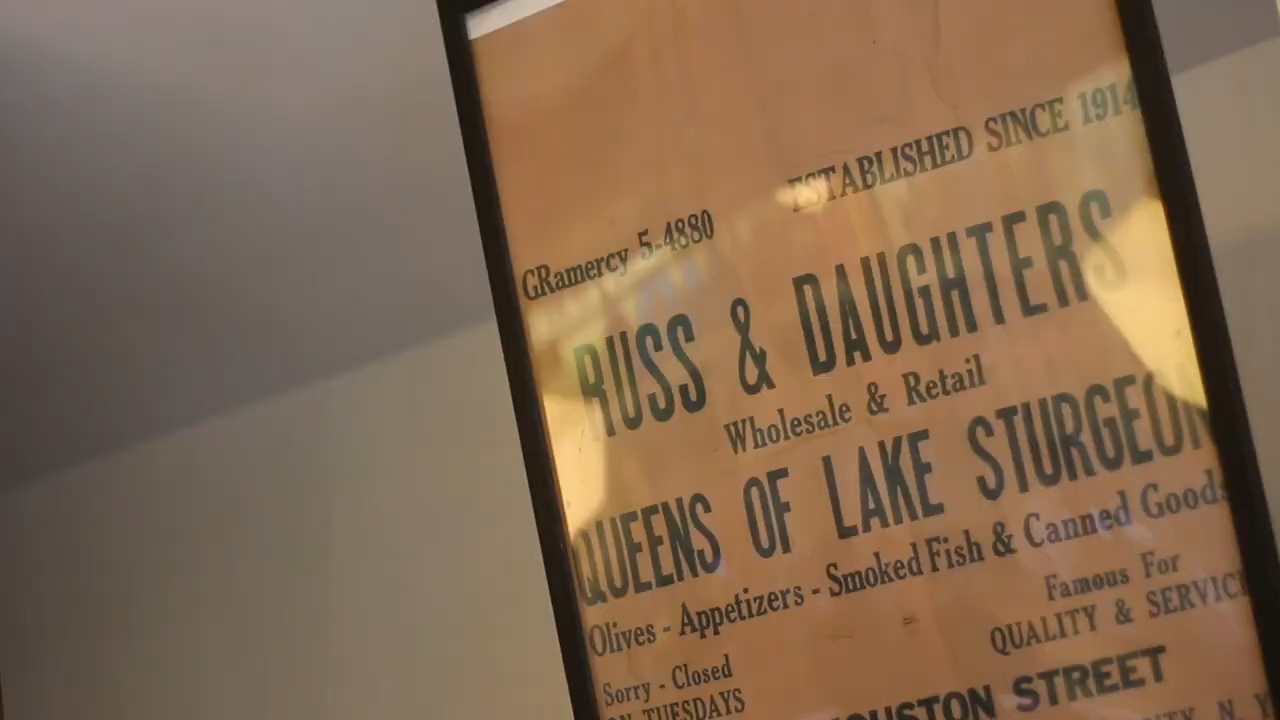 ESTABLISHED SINCE 1914
GRamercy 5-4880
RUSS & DAUGHTERS
Wholesale & Retail
QUEENS OF LAKE STURGEON
Olives - Appetizers - Smoked Fish & Canned Goods
Famous For
QUALITY & SERVICE
Sorry - Closed
ON TUESDAYS
HOUSTON STREET
N. Y.